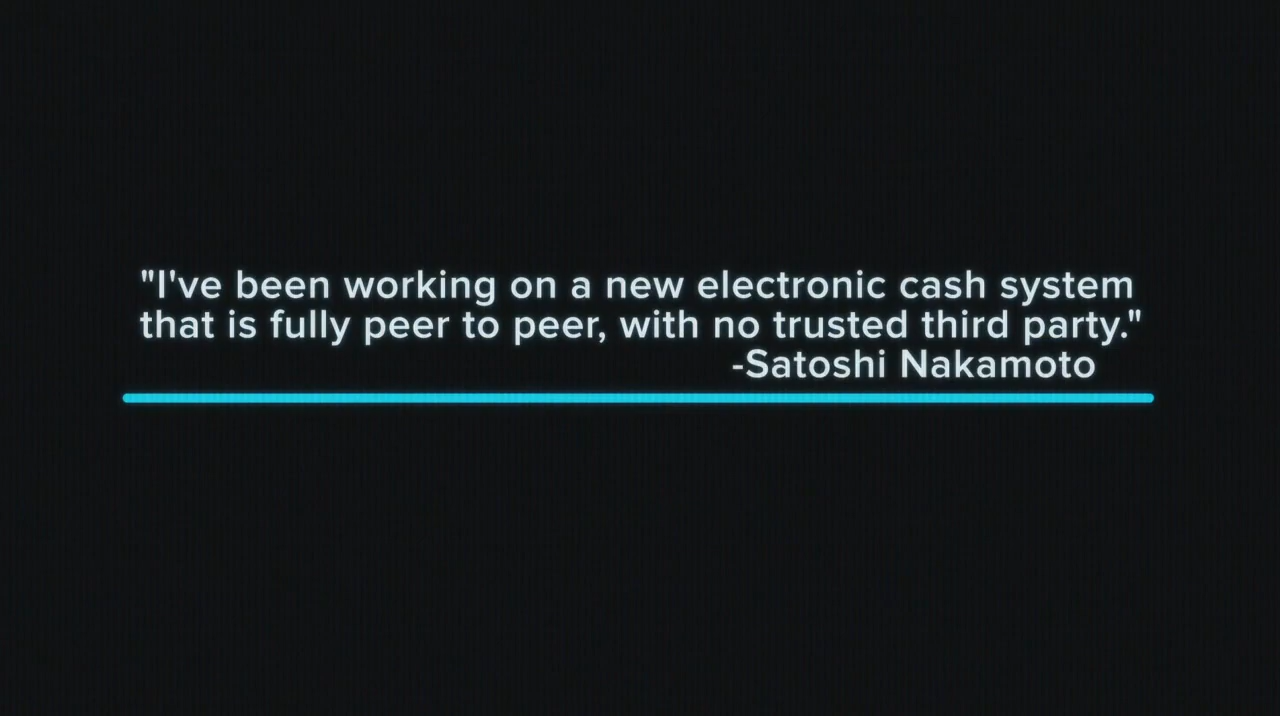 "I've been working on a new electronic cash system
that is fully peer to peer, with no trusted third party."
-Satoshi Nakamoto